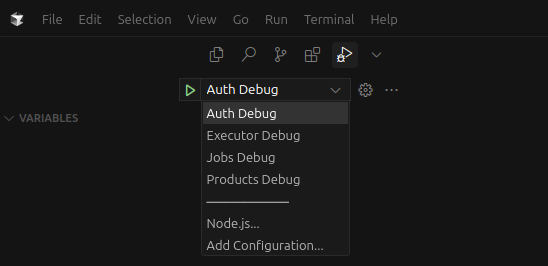 File Edit Selection View Go Run Terminal Help
Auth Debug
VARIABLES
Auth Debug
Executor Debug
Jobs Debug
Products Debug
Node.js...
Add Configuration...